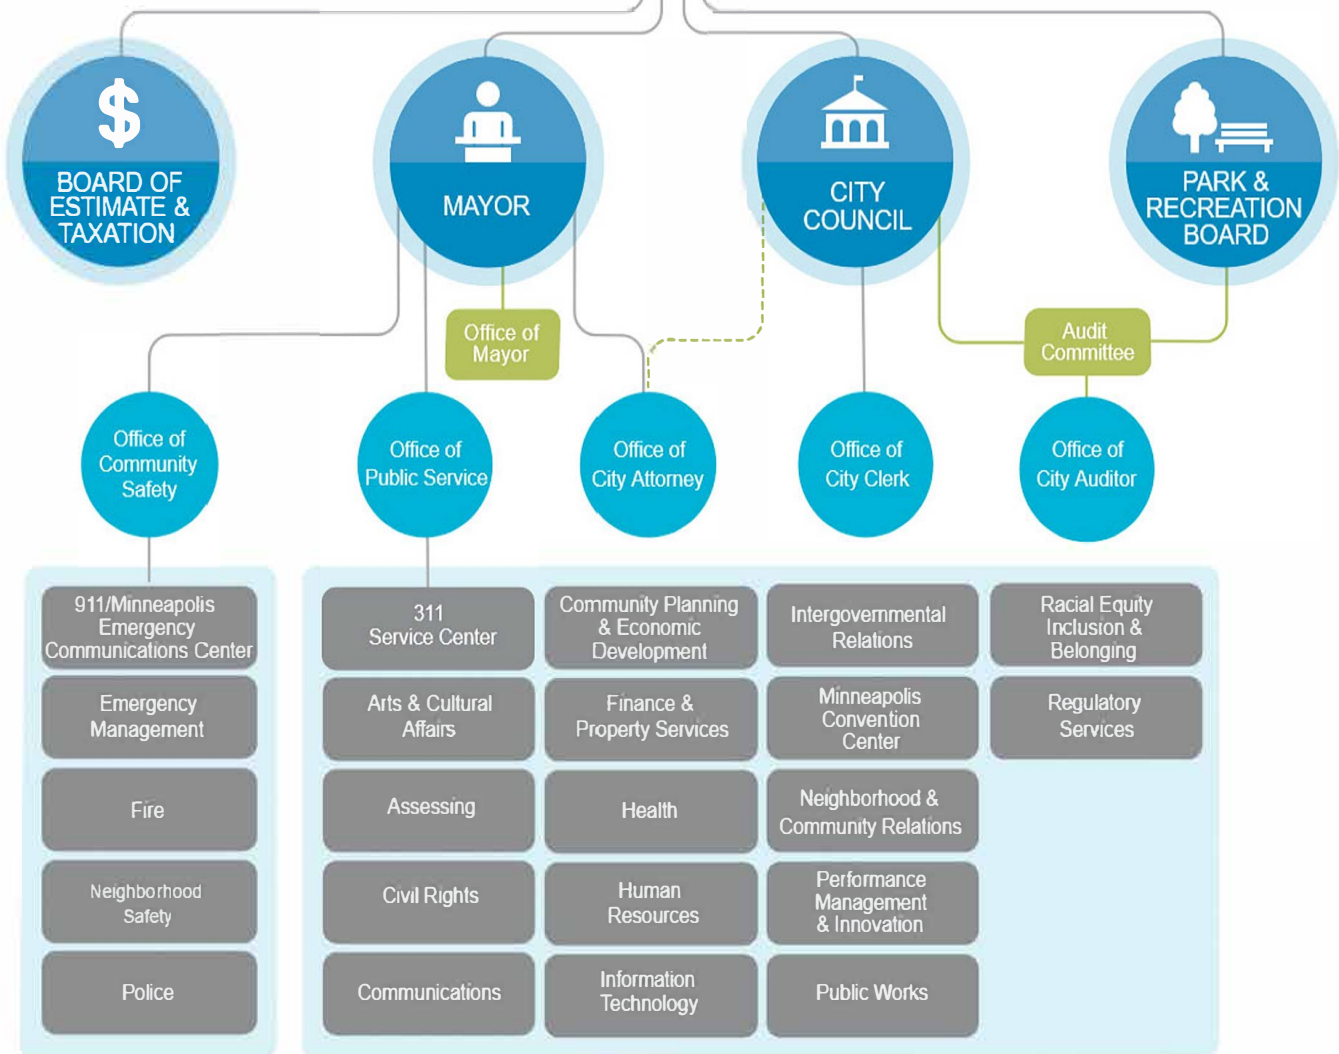 $
BOARD OF
ESTIMATE &
TAXATION
MAYOR
CITY
COUNCIL
PARK &
RECREATION
BOARD
Office of
Mayor
Audit
Committee
Office of
Community
Safety
Office of
Public Service
Office of
City Attorney
Office of
City Clerk
Office of
City Auditor
911/Minneapolis
Emergency
Communications Center
Emergency
Management
Fire
Neighborhood
Safety
Police
311
Service Center
Arts & Cultural
Affairs
Assessing
Civil Rights
Communications
Community Planning
& Economic
Development
Finance &
Property Services
Health
Human
Resources
Information
Technology
Intergovernmental
Relations
Minneapolis
Convention
Center
Neighborhood &
Community Relations
Performance
Management
& Innovation
Public Works
Racial Equity
Inclusion &
Belonging
Regulatory
Services